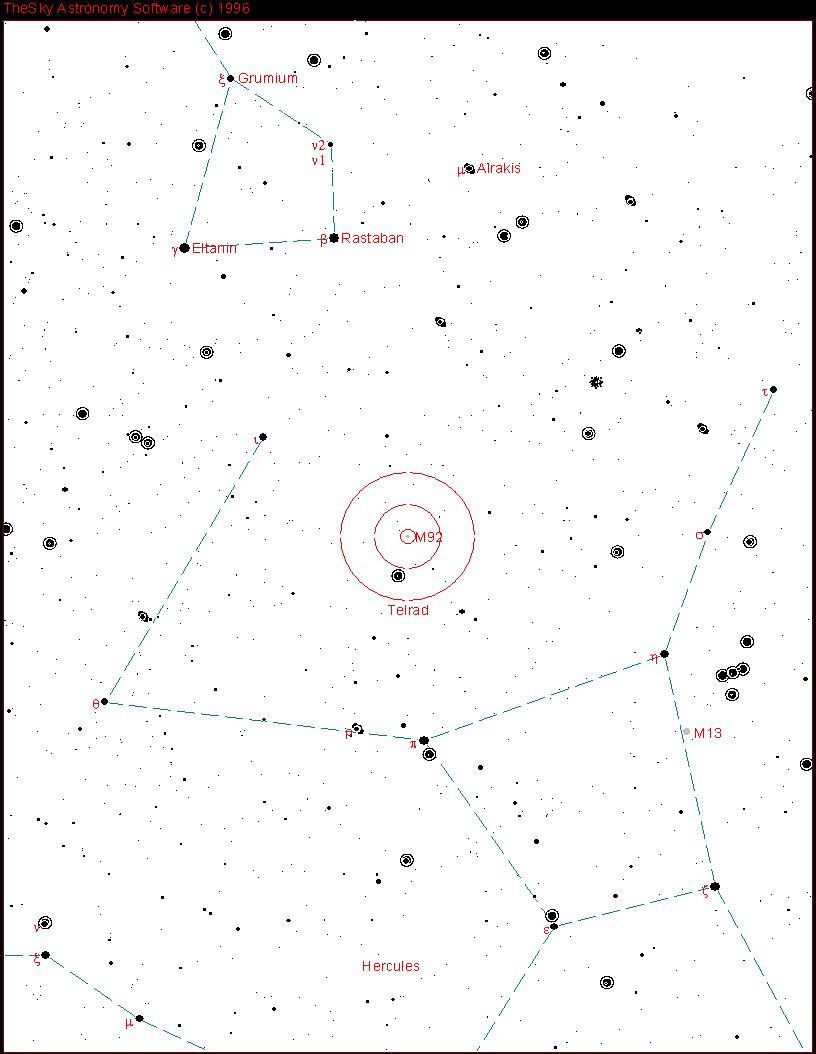 TheSky Astronomy Software (c) 1996
ξ Grumium
ν2
ν1
μ Alrakis
γ Eltanin
β Rastaban
τ
ι
M92
σ
Telrad
η
θ
ρ
π
M13
ζ
ν
ε
ξ
Hercules
μ